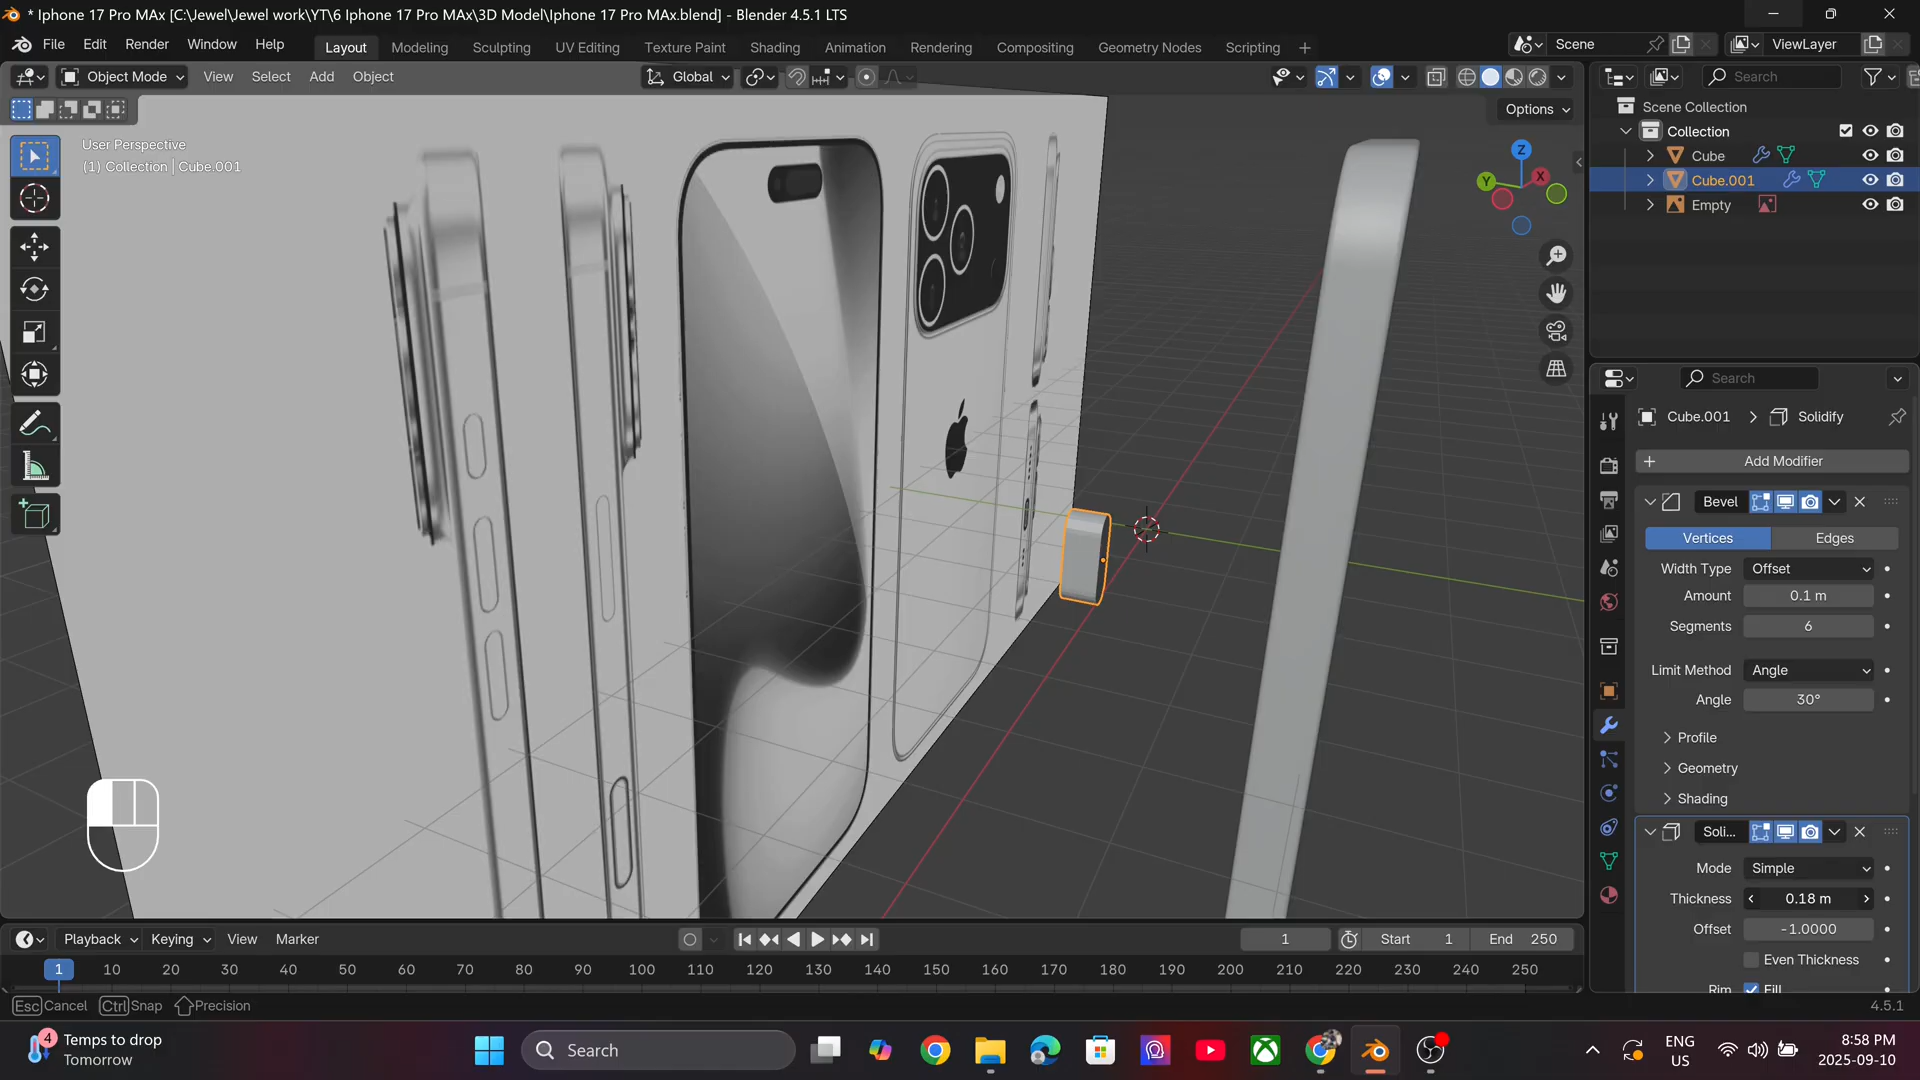 * Iphone 17 Pro MAx [C:\Jewel\Jewel work\YT\6 Iphone 17 Pro MAx\3D Model\Iphone 17 Pro MAx.blend] - Blender 4.5.1 LTS
File Edit Render Window Help Layout Modeling Sculpting UV Editing Texture Paint Shading Animation Rendering Compositing Geometry Nodes Scripting + Scene ViewLayer
Object Mode View Select Add Object Global Search
Options
User Perspective
(1) Collection | Cube.001
Z
Y
X
Scene Collection
Collection
Cube
Cube.001
Empty
Search
Cube.001 > Solidify
+ Add Modifier
Bevel
Vertices Edges
Width Type Offset
Amount 0.1 m
Segments 6
Limit Method Angle
Angle 30°
Profile
Geometry
Shading
Soli...
Mode Simple
Thickness 0.18 m
Offset -1.0000
Even Thickness
Rim Fill
Playback Keying View Marker 1 Start 1 End 250
1 10 20 30 40 50 60 70 80 90 100 110 120 130 140 150 160 170 180 190 200 210 220 230 240 250
Esc Cancel Ctrl Snap Precision 4.5.1
4 Temps to drop
Tomorrow
Search
ENG
US
8:58 PM
2025-09-10